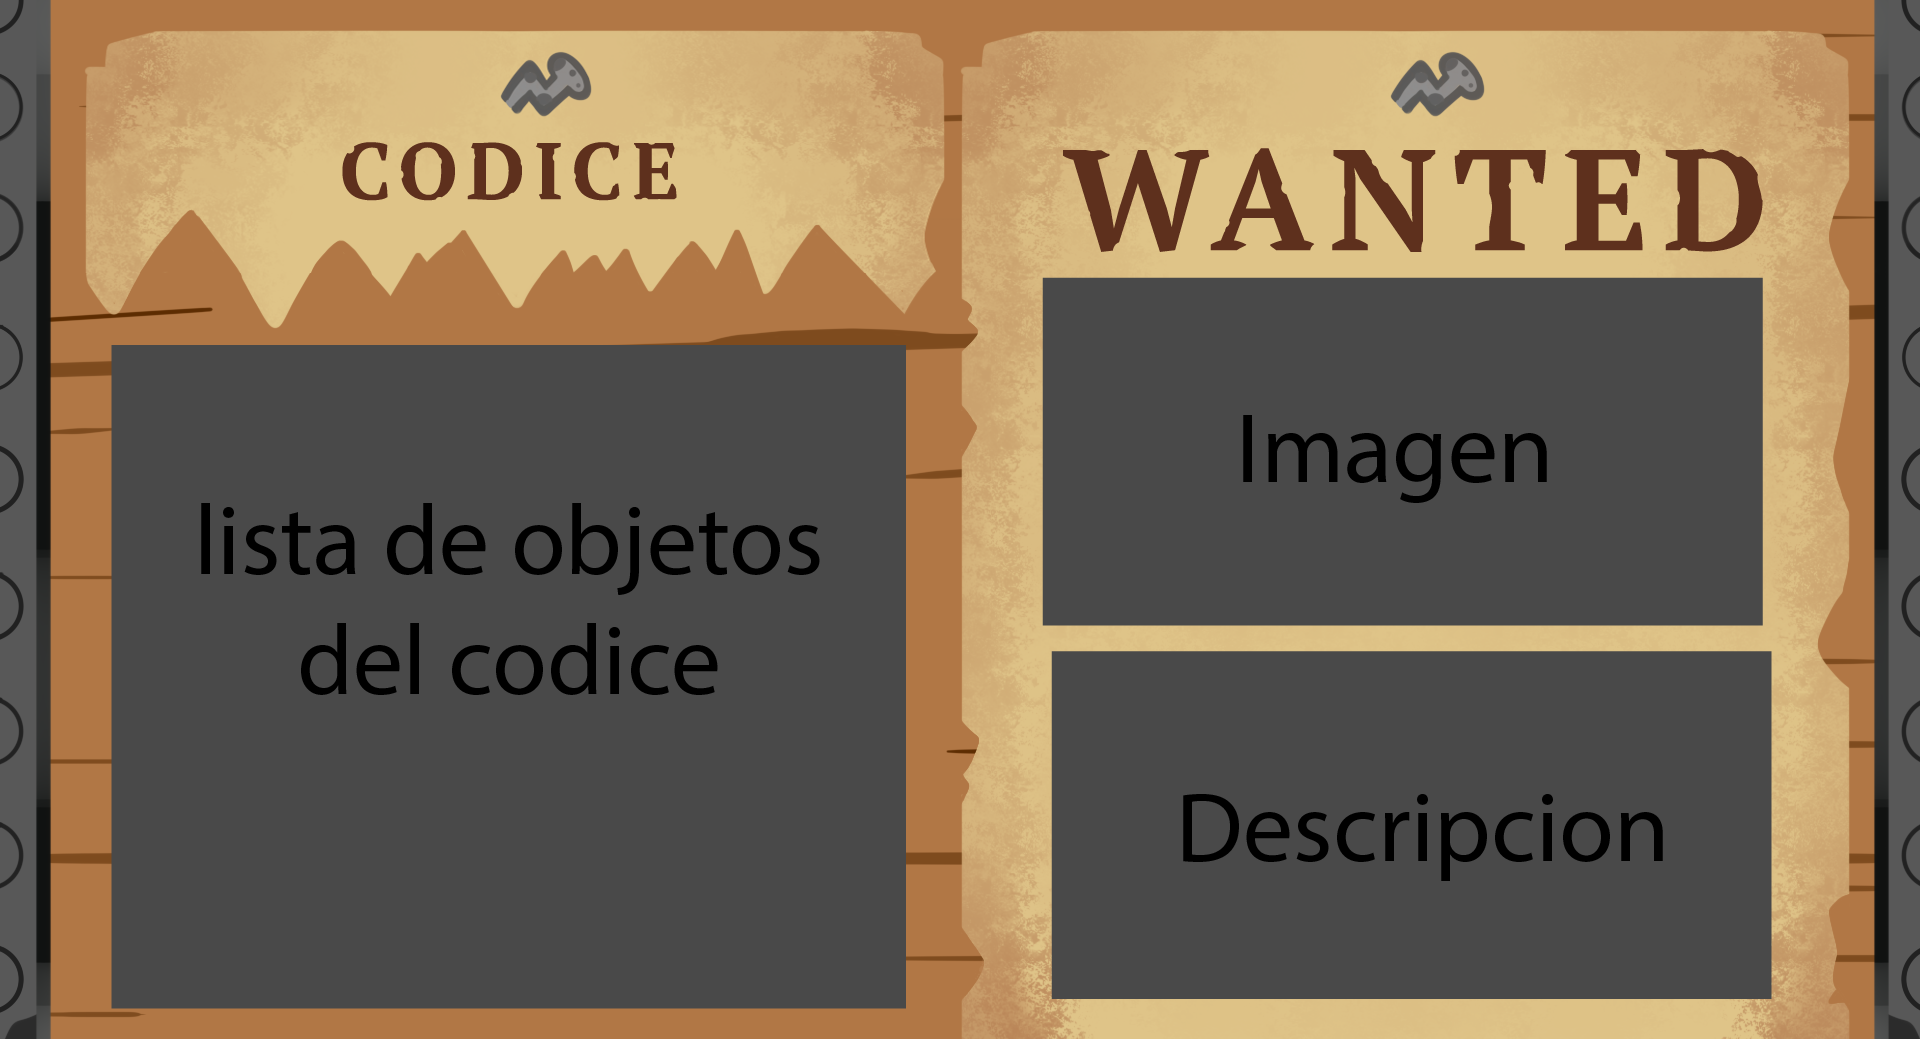 CODICE
lista de objetos
del codice
WANTED
Imagen
Descripcion